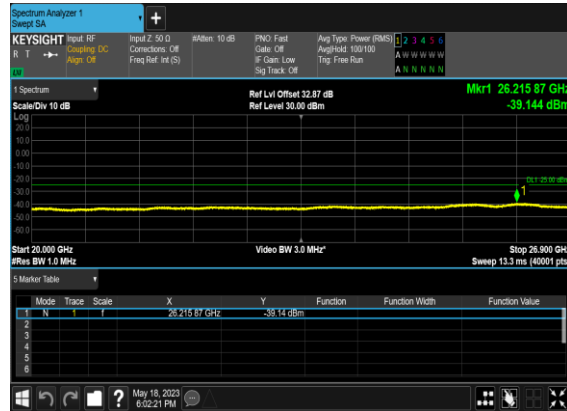 Spectrum Analyzer 1
Swept SA
+
KEYSIGHT Input: RF Input Z: 50 Ω #Atten: 10 dB PNO: Fast Avg Type: Power (RMS) 1 2 3 4 5 6
R T Coupling: DC Corrections: Off Gate: Off Avg|Hold: 100/100 A W W W W W
Align: Off Freq Ref: Int (S) IF Gain: Low Trig: Free Run
Sig Track: Off A N N N N N
1 Spectrum Ref Lvl Offset 32.87 dB Mkr1 26.215 87 GHz
Scale/Div 10 dB Ref Level 30.00 dBm -39.144 dBm
Log
20.0
10.0
0.00
-10.0
-20.0
DL1 -25.00 dBm
-30.0
1
-40.0
-50.0
-60.0
Start 20.000 GHz Video BW 3.0 MHz* Stop 26.900 GHz
#Res BW 1.0 MHz Sweep 13.3 ms (40001 pts
5 Marker Table
Mode Trace Scale X Y Function Function Width Function Value
1 N 1 f 26.215 87 GHz -39.14 dBm
2
3
4
5
6
? May 18, 2023
6:02:21 PM